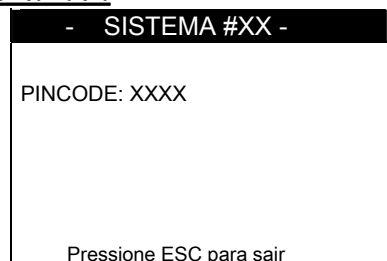 - SISTEMA #XX -
PINCODE: XXXX
Pressione ESC para sair